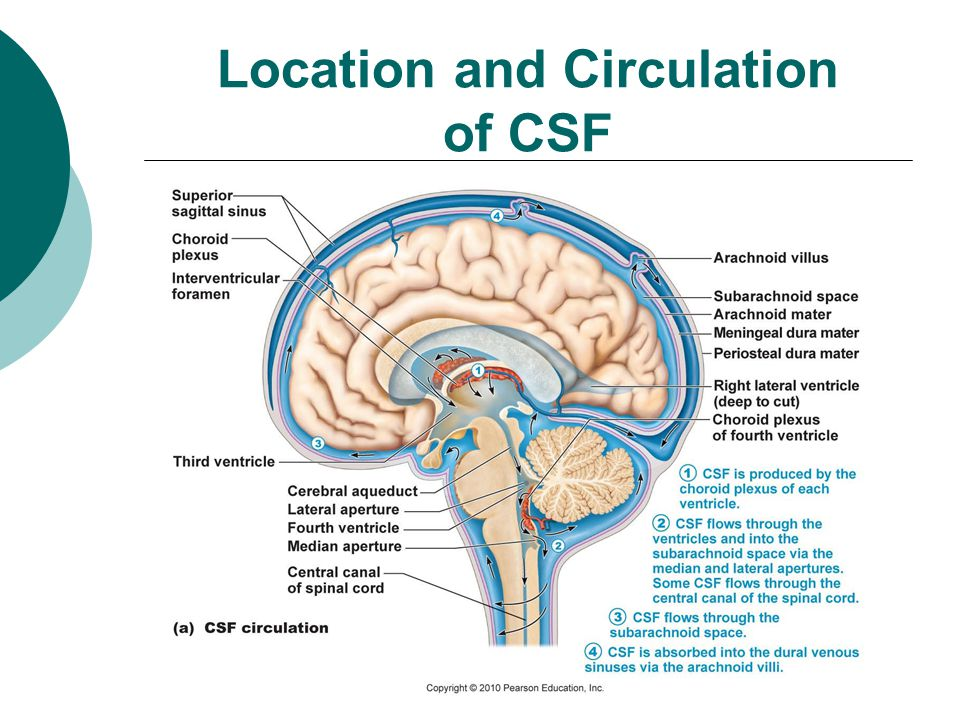 Location and Circulation
of CSF
Superior
sagittal sinus
Choroid
plexus
Interventricular
foramen
Third ventricle
Cerebral aqueduct
Lateral aperture
Fourth ventricle
Median aperture
Central canal
of spinal cord
(a) CSF circulation
4
1
3
2
Arachnoid villus
Subarachnoid space
Arachnoid mater
Meningeal dura mater
Periosteal dura mater
Right lateral ventricle
(deep to cut)
Choroid plexus
of fourth ventricle
1 CSF is produced by the
choroid plexus of each
ventricle.
2 CSF flows through the
ventricles and into the
subarachnoid space via the
median and lateral apertures.
Some CSF flows through the
central canal of the spinal cord.
3 CSF flows through the
subarachnoid space.
4 CSF is absorbed into the dural venous
sinuses via the arachnoid villi.
Copyright © 2010 Pearson Education, Inc.